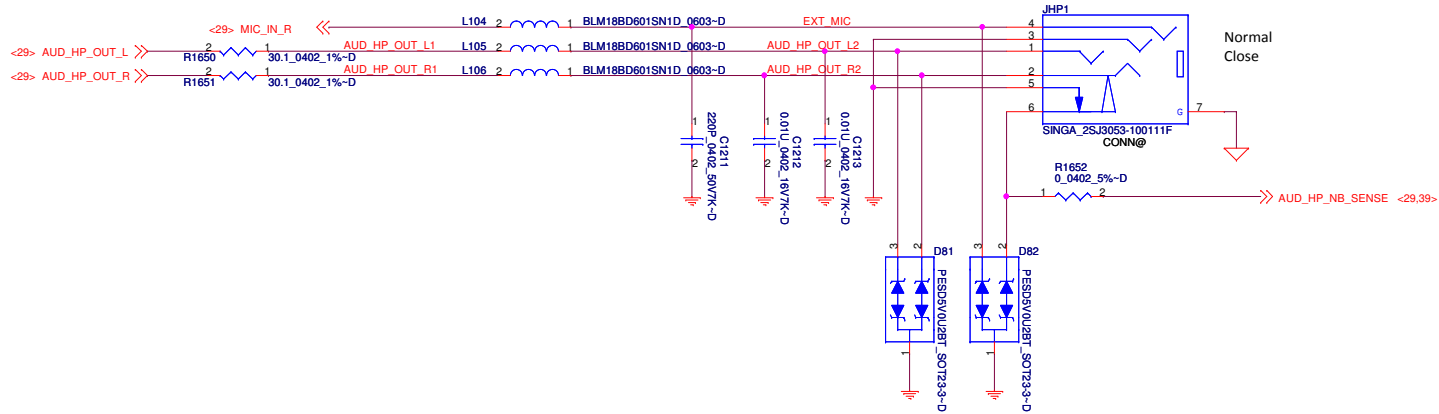 <29> MIC_IN_R
L104 2 1 BLM18BD601SN1D_0603~D EXT_MIC
<29> AUD_HP_OUT_L
2 1
R1650 30.1_0402_1%~D
AUD_HP_OUT_L1
L105 2 1 BLM18BD601SN1D_0603~D AUD_HP_OUT_L2
<29> AUD_HP_OUT_R
2 1
R1651 30.1_0402_1%~D
AUD_HP_OUT_R1
L106 2 1 BLM18BD601SN1D_0603~D AUD_HP_OUT_R2
JHP1
4
3
1
2
5
6
G 7
SINGA_2SJ3053-100111F
CONN@
Normal
Close
1
2
C1211
220P_0402_50V7K~D
1
2
C1212
0.01U_0402_16V7K~D
1
2
C1213
0.01U_0402_16V7K~D
R1652
0_0402_5%~D
1 2
AUD_HP_NB_SENSE <29,39>
3 2 D81
1
PESD5V0U2BT_SOT23-3~D
3 2 D82
1
PESD5V0U2BT_SOT23-3~D